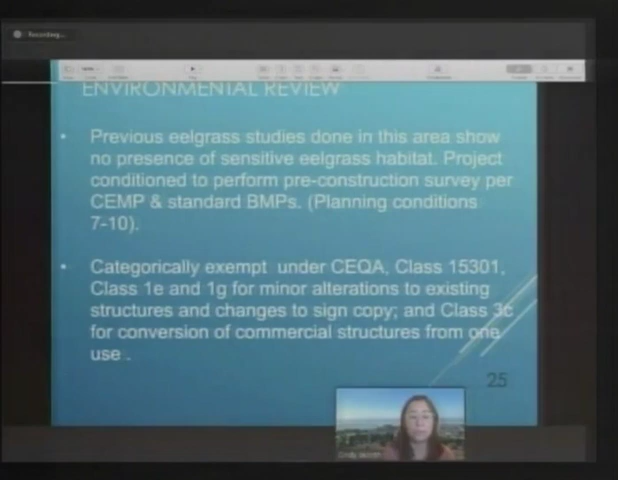 Recording...
ENVIRONMENTAL REVIEW
• Previous eelgrass studies done in this area show
no presence of sensitive eelgrass habitat. Project
conditioned to perform pre-construction survey per
CEMP & standard BMPs. (Planning conditions
7-10).
• Categorically exempt under CEQA, Class 15301,
Class 1e and 1g for minor alterations to existing
structures and changes to sign copy; and Class 3c
for conversion of commercial structures from one
use .
25
Cindy